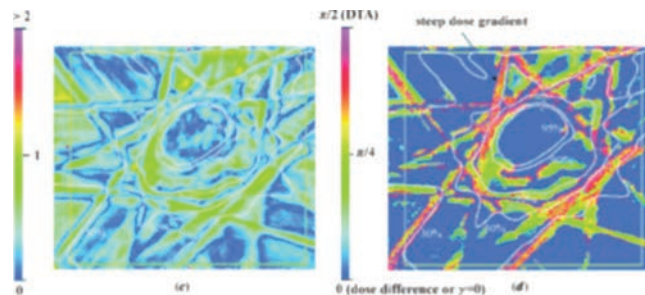 > 2
π/2 (DTA)
steep dose gradient
1
π/4
0
(c)
0 (dose difference or γ=0)
(d)